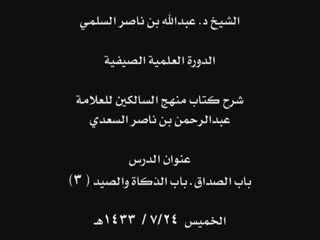 الشيخ د. عبدالله بن ناصر السلمي
الدورة العلمية الصيفية
شرح كتاب منهج السالكين للعلامة
عبدالرحمن بن ناصر السعدي
عنوان الدرس
باب الصداق . باب الذكاة والصيد ( ٣ )
الخميس ٧/٢٤ / ١٤٣٣هـ